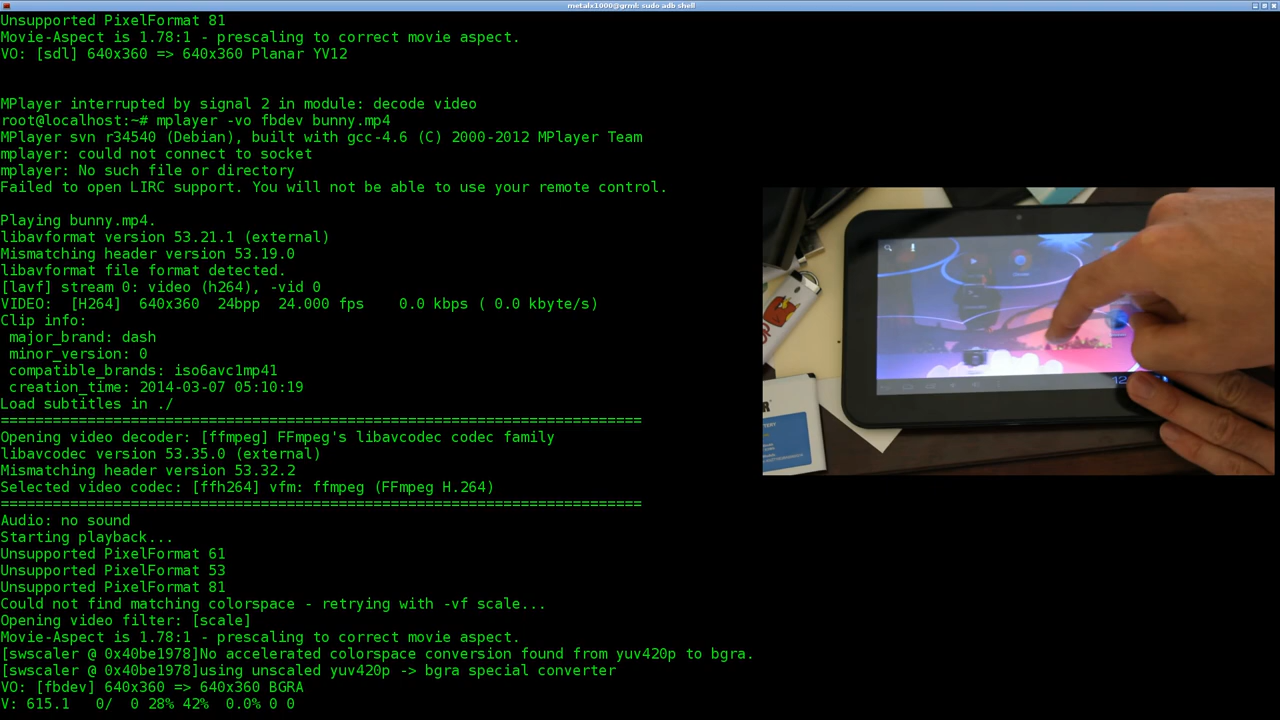 metalx1000@grml: sudo adb shell
Unsupported PixelFormat 81
Movie-Aspect is 1.78:1 - prescaling to correct movie aspect.
VO: [sdl] 640x360 => 640x360 Planar YV12
MPlayer interrupted by signal 2 in module: decode video
root@localhost:~# mplayer -vo fbdev bunny.mp4
MPlayer svn r34540 (Debian), built with gcc-4.6 (C) 2000-2012 MPlayer Team
mplayer: could not connect to socket
mplayer: No such file or directory
Failed to open LIRC support. You will not be able to use your remote control.
Playing bunny.mp4.
libavformat version 53.21.1 (external)
Mismatching header version 53.19.0
libavformat file format detected.
[lavf] stream 0: video (h264), -vid 0
VIDEO:  [H264]  640x360  24bpp  24.000 fps    0.0 kbps ( 0.0 kbyte/s)
Clip info:
 major_brand: dash
 minor_version: 0
 compatible_brands: iso6avc1mp41
 creation_time: 2014-03-07 05:10:19
Load subtitles in ./
==========================================================================
Opening video decoder: [ffmpeg] FFmpeg's libavcodec codec family
libavcodec version 53.35.0 (external)
Mismatching header version 53.32.2
Selected video codec: [ffh264] vfm: ffmpeg (FFmpeg H.264)
==========================================================================
Audio: no sound
Starting playback...
Unsupported PixelFormat 61
Unsupported PixelFormat 53
Unsupported PixelFormat 81
Could not find matching colorspace - retrying with -vf scale...
Opening video filter: [scale]
Movie-Aspect is 1.78:1 - prescaling to correct movie aspect.
[swscaler @ 0x40be1978]No accelerated colorspace conversion found from yuv420p to bgra.
[swscaler @ 0x40be1978]using unscaled yuv420p -> bgra special converter
VO: [fbdev] 640x360 => 640x360 BGRA
V: 615.1   0/  0 28% 42%  0.0% 0 0